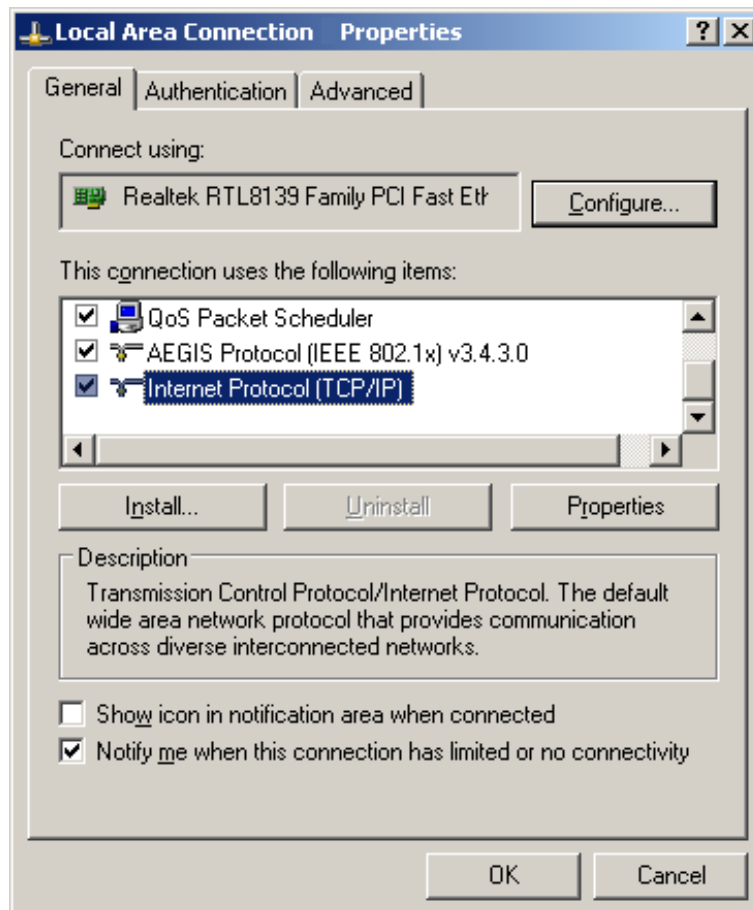 Local Area Connection Properties
General Authentication Advanced
Connect using:
Realtek RTL8139 Family PCI Fast Eth
Configure...
This connection uses the following items:
QoS Packet Scheduler
AEGIS Protocol (IEEE 802.1x) v3.4.3.0
Internet Protocol (TCP/IP)
Install... Uninstall Properties
Description
Transmission Control Protocol/Internet Protocol. The default
wide area network protocol that provides communication
across diverse interconnected networks.
Show icon in notification area when connected
Notify me when this connection has limited or no connectivity
OK Cancel